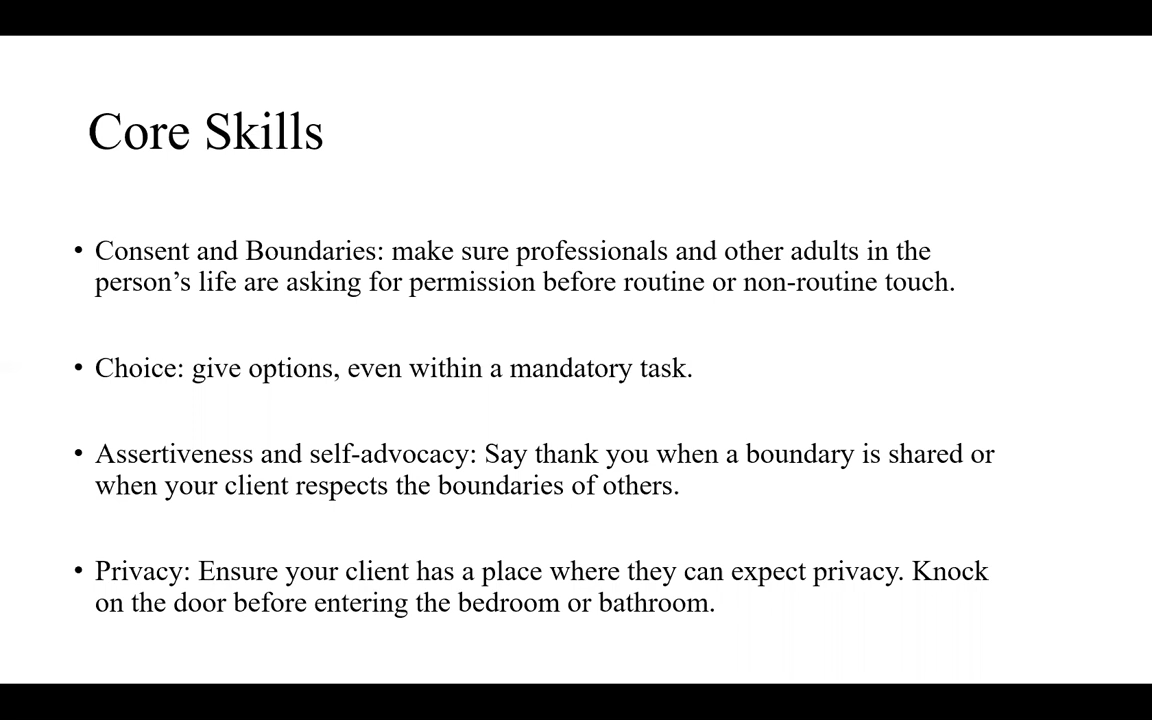 Core Skills
• Consent and Boundaries: make sure professionals and other adults in the
person’s life are asking for permission before routine or non-routine touch.
• Choice: give options, even within a mandatory task.
• Assertiveness and self-advocacy: Say thank you when a boundary is shared or
when your client respects the boundaries of others.
• Privacy: Ensure your client has a place where they can expect privacy. Knock
on the door before entering the bedroom or bathroom.